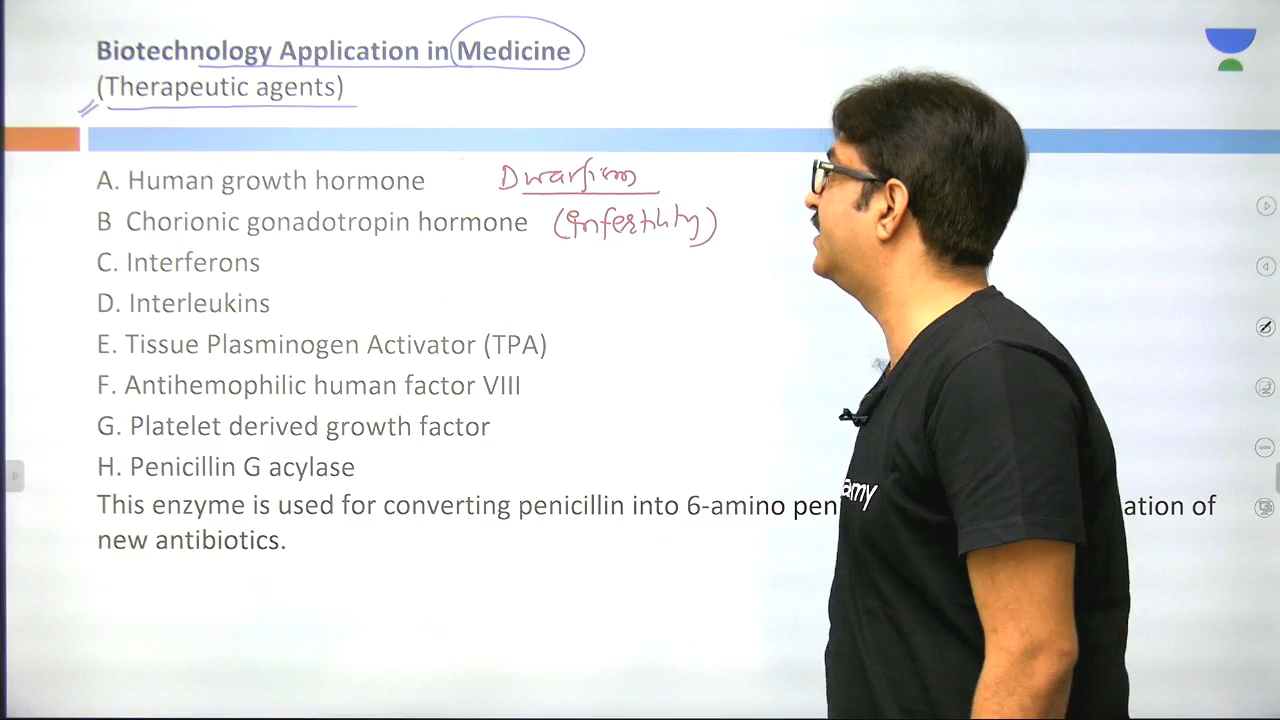 Biotechnology Application in Medicine
(Therapeutic agents)
A. Human growth hormone Dwarfism
B Chorionic gonadotropin hormone (Infertility)
C. Interferons
D. Interleukins
E. Tissue Plasminogen Activator (TPA)
F. Antihemophilic human factor VIII
G. Platelet derived growth factor
H. Penicillin G acylase
This enzyme is used for converting penicillin into 6-amino pen ation of
new antibiotics.
amy